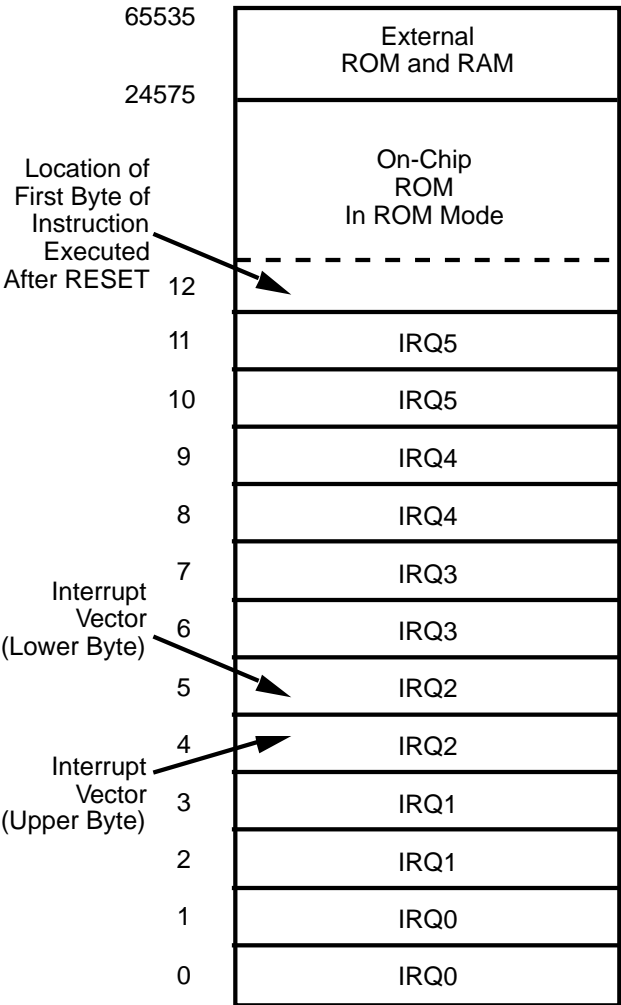 65535
External
ROM and RAM
24575
On-Chip
ROM
In ROM Mode
Location of
First Byte of
Instruction
Executed
After RESET
12
11 IRQ5
10 IRQ5
9 IRQ4
8 IRQ4
7 IRQ3
Interrupt
Vector
(Lower Byte)
6 IRQ3
5 IRQ2
4 IRQ2
Interrupt
Vector
(Upper Byte)
3 IRQ1
2 IRQ1
1 IRQ0
0 IRQ0